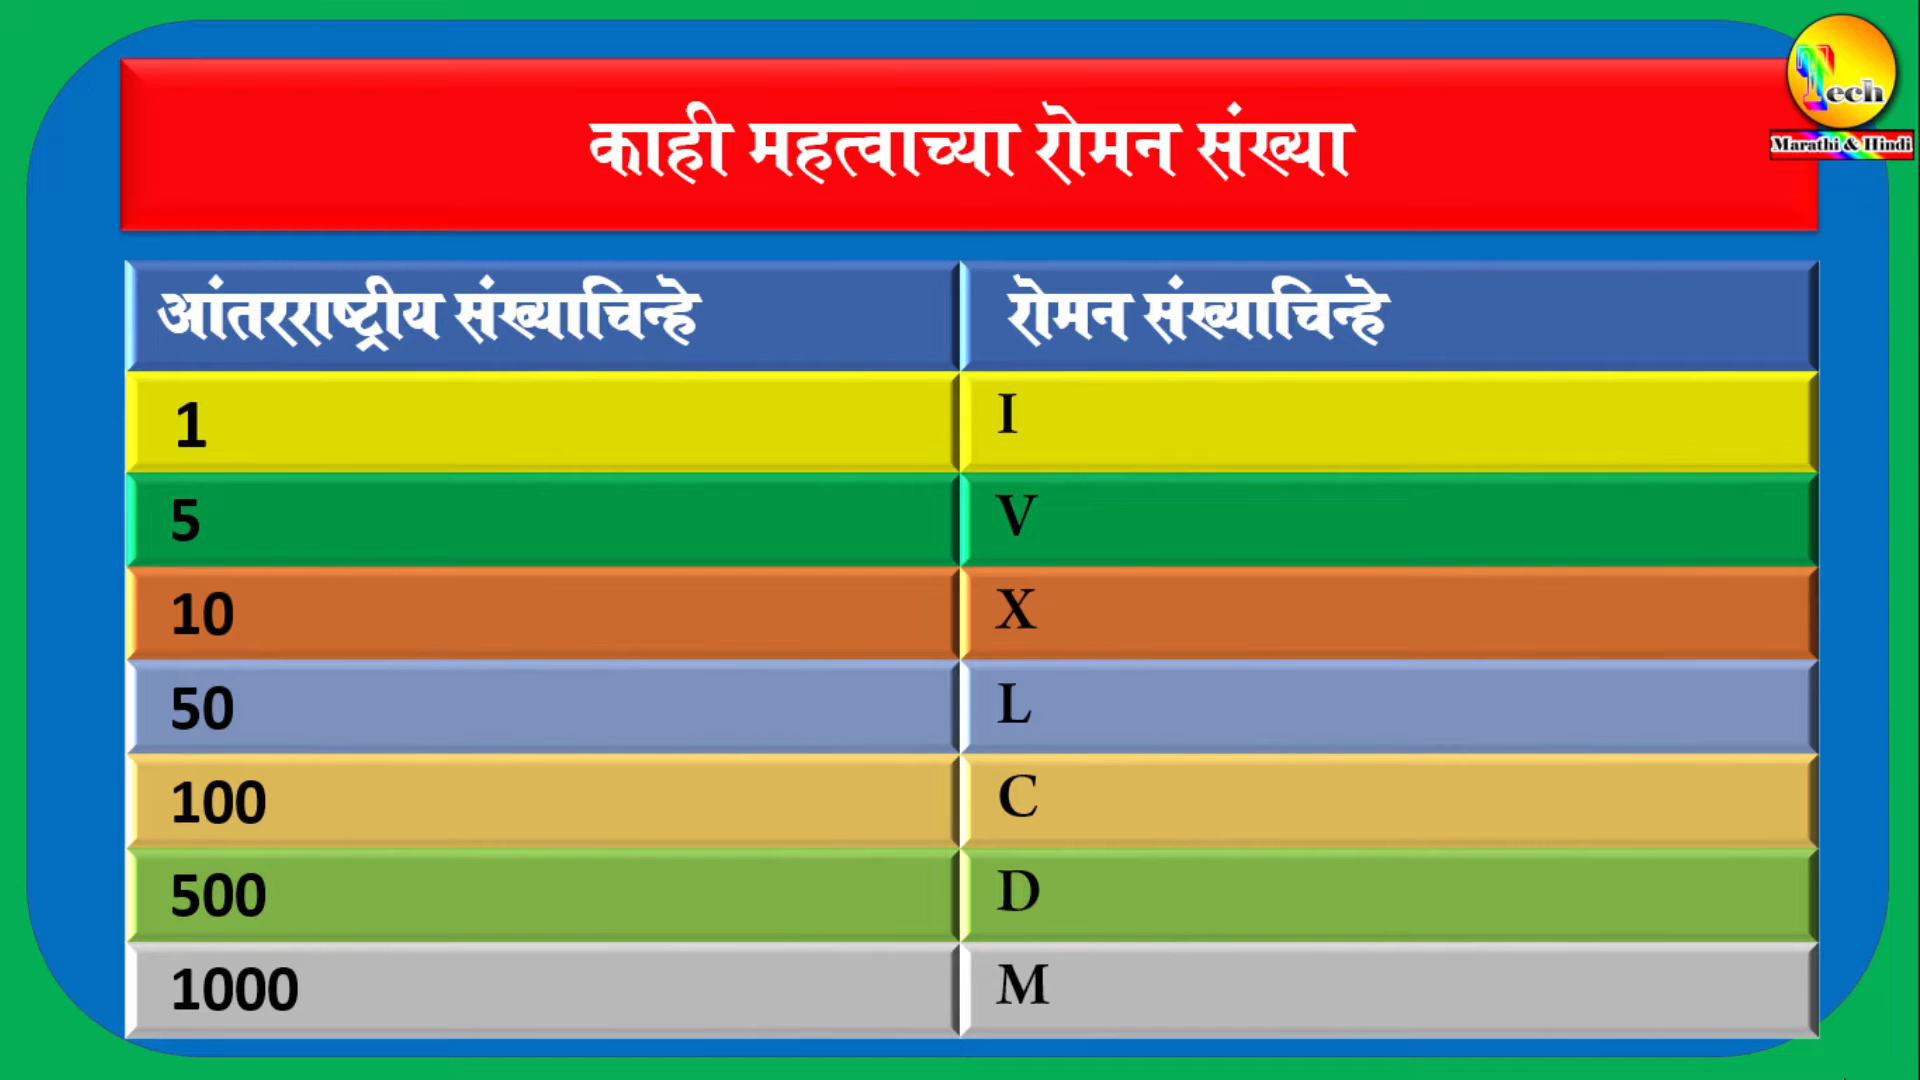 काही महत्वाच्या रोमन संख्या
Tech
Marathi & Hindi
आंतरराष्ट्रीय संख्याचिन्हे रोमन संख्याचिन्हे
1 I
5 V
10 X
50 L
100 C
500 D
1000 M